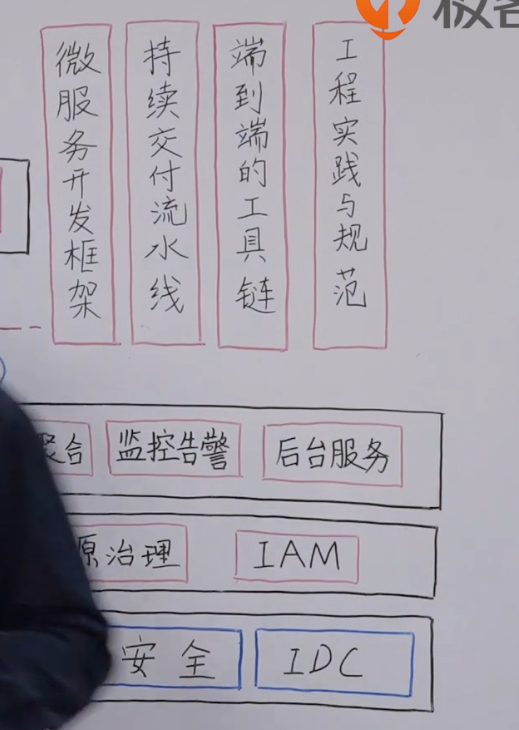 极客
微服务开发框架
持续交付流水线
端到端的工具链
工程实践与规范
聚合 监控告警 后台服务
源治理 IAM
安全 IDC